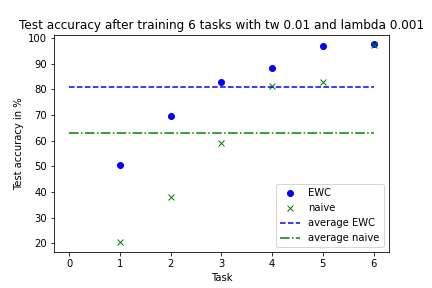 Test accuracy after training 6 tasks with tw 0.01 and lambda 0.001
100
90
80
70
60
50
40
30
20
Test accuracy in %
EWC
naive
average EWC
average naive
0 1 2 3 4 5 6
Task